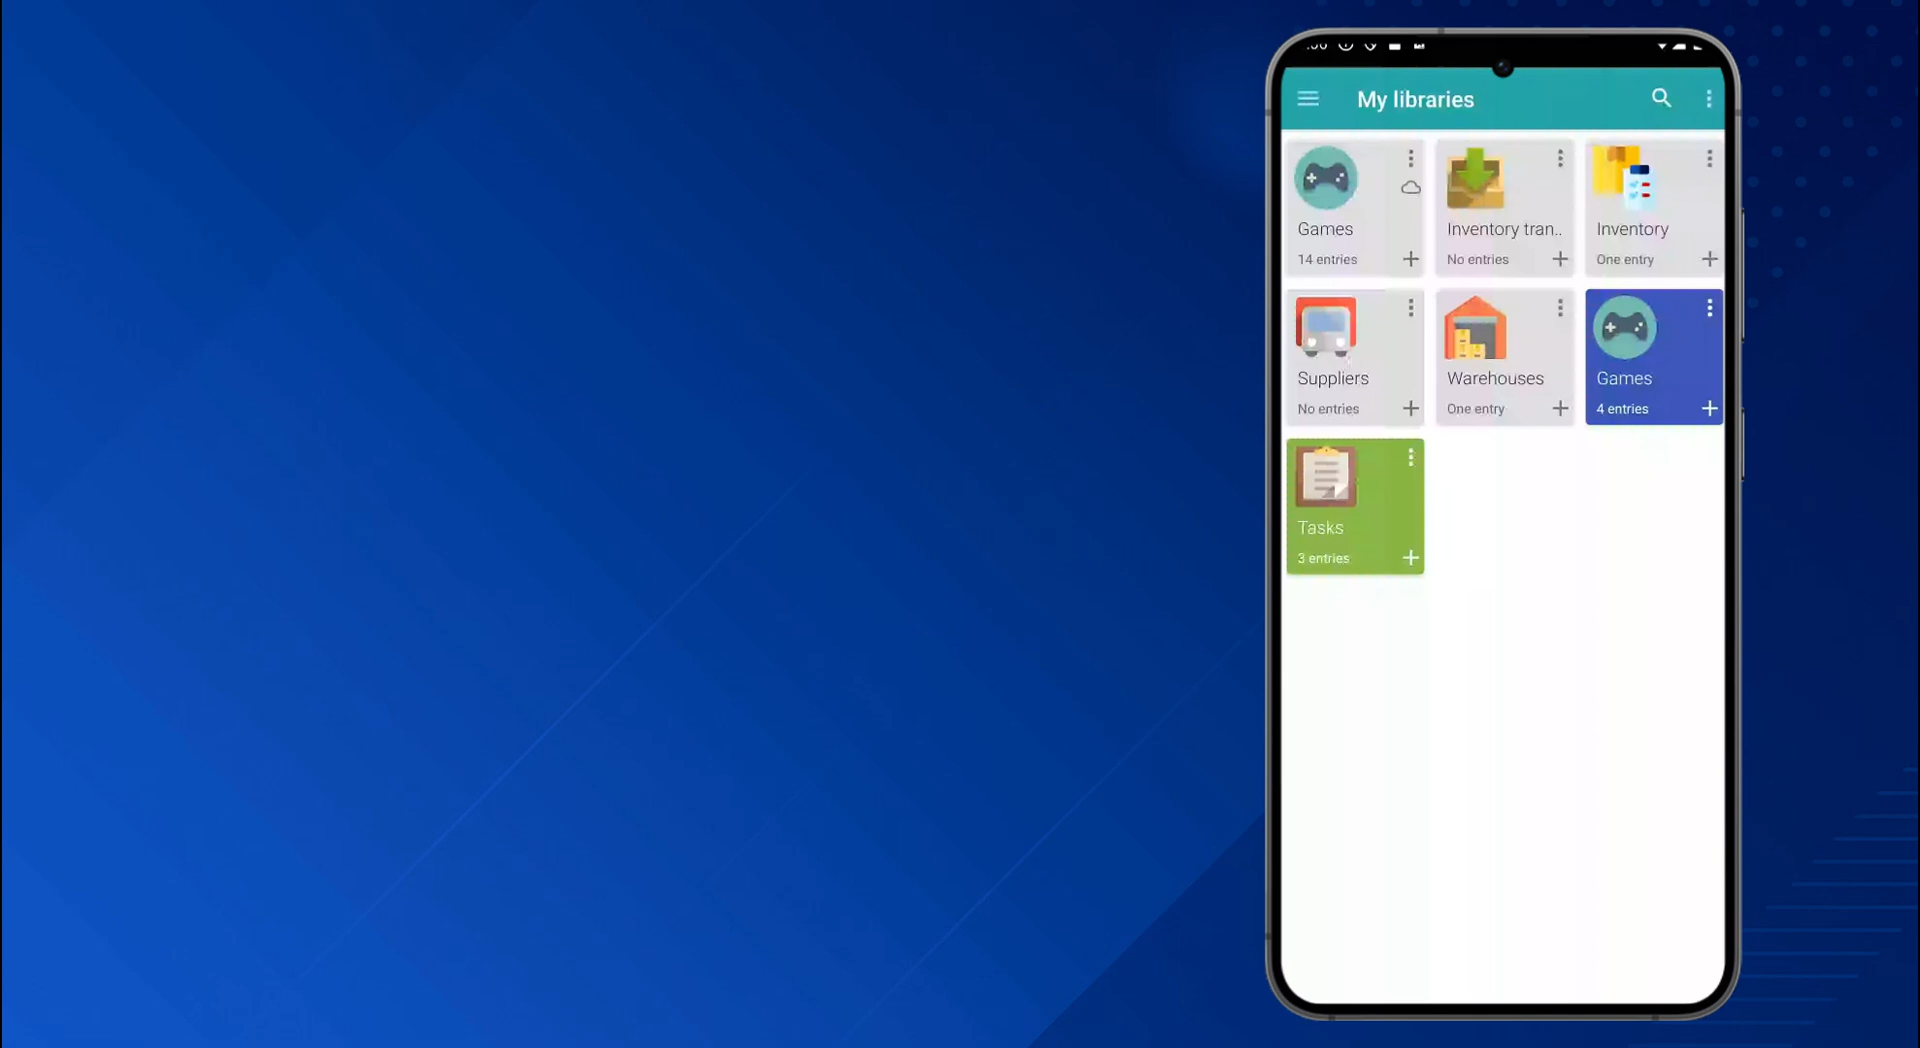 My libraries
Games
14 entries
Inventory tran..
No entries
Inventory
One entry
Suppliers
No entries
Warehouses
One entry
Games
4 entries
Tasks
3 entries